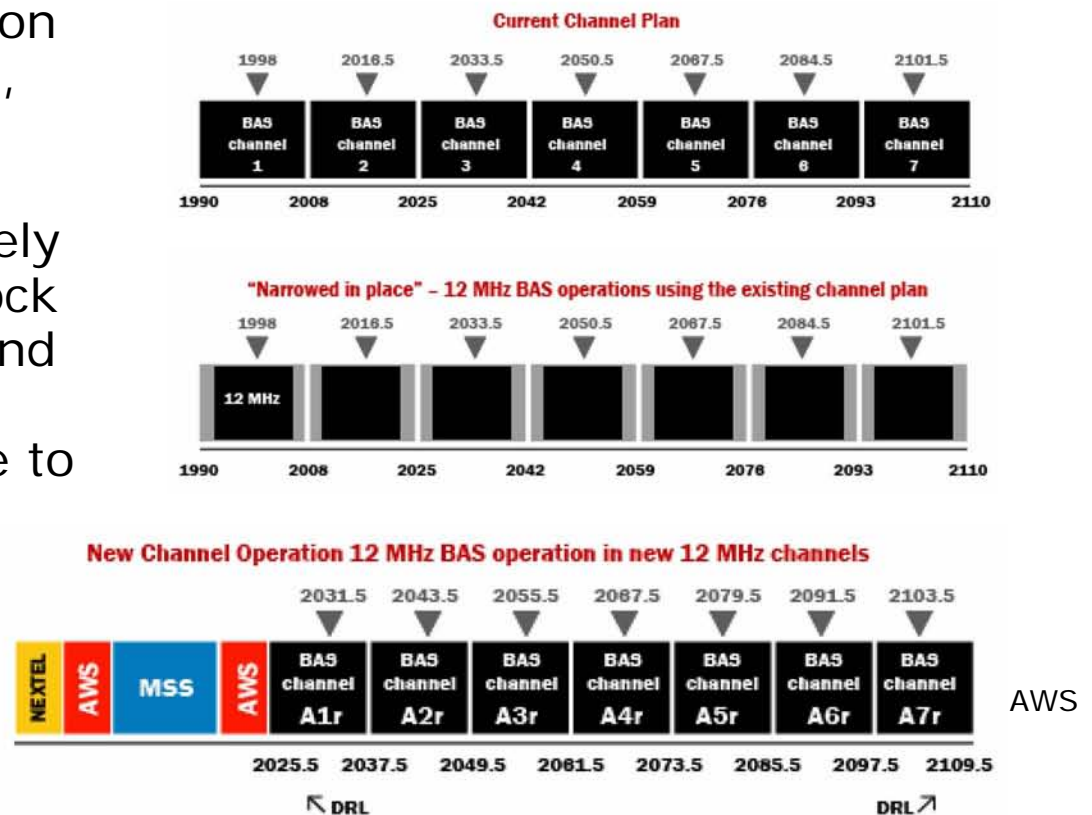 on
,
ely
ock
nd
e to
Current Channel Plan
1998 2016.5 2033.5 2050.5 2067.5 2084.5 2101.5
BAS BAS BAS BAS BAS BAS BAS
channel channel channel channel channel channel channel
1 2 3 4 5 6 7
1990 2008 2025 2042 2059 2076 2093 2110
"Narrowed in place" – 12 MHz BAS operations using the existing channel plan
1998 2016.5 2033.5 2050.5 2067.5 2084.5 2101.5
12 MHz
1990 2008 2025 2042 2059 2076 2093 2110
New Channel Operation 12 MHz BAS operation in new 12 MHz channels
2031.5 2043.5 2055.5 2067.5 2079.5 2091.5 2103.5
NEXTEL AWS MSS AWS
BAS BAS BAS BAS BAS BAS BAS
channel channel channel channel channel channel channel
A1r A2r A3r A4r A5r A6r A7r
AWS
2025.5 2037.5 2049.5 2061.5 2073.5 2085.5 2097.5 2109.5
DRL DRL